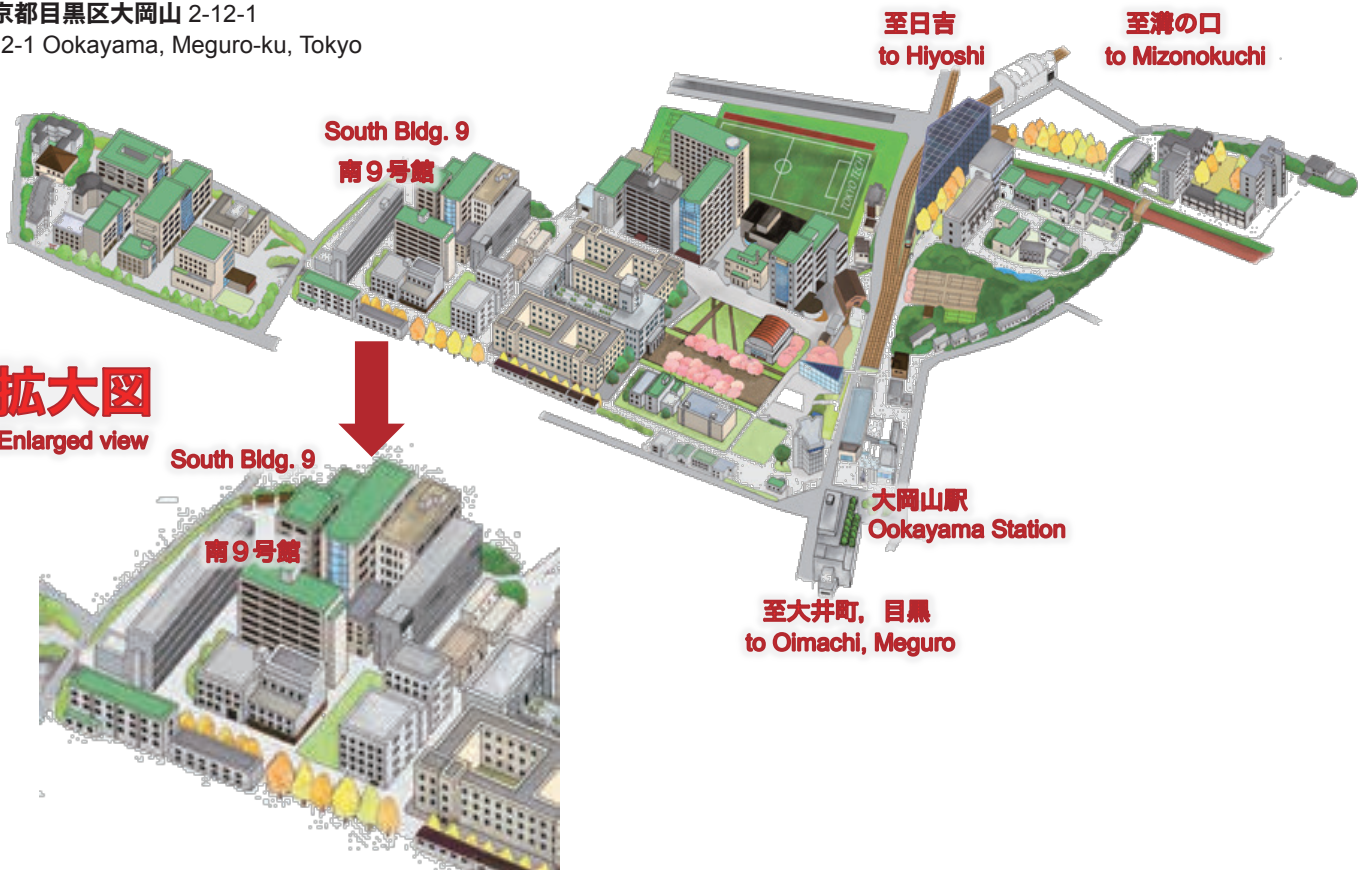 京都目黒区大岡山 2-12-1
2-1 Ookayama, Meguro-ku, Tokyo
至日吉
to Hiyoshi
至溝の口
to Mizonokuchi
South Bldg. 9
南９号館
TOKYO TECH
拡大図
Enlarged view
South Bldg. 9
南９号館
大岡山駅
Ookayama Station
至大井町，目黒
to Oimachi, Meguro